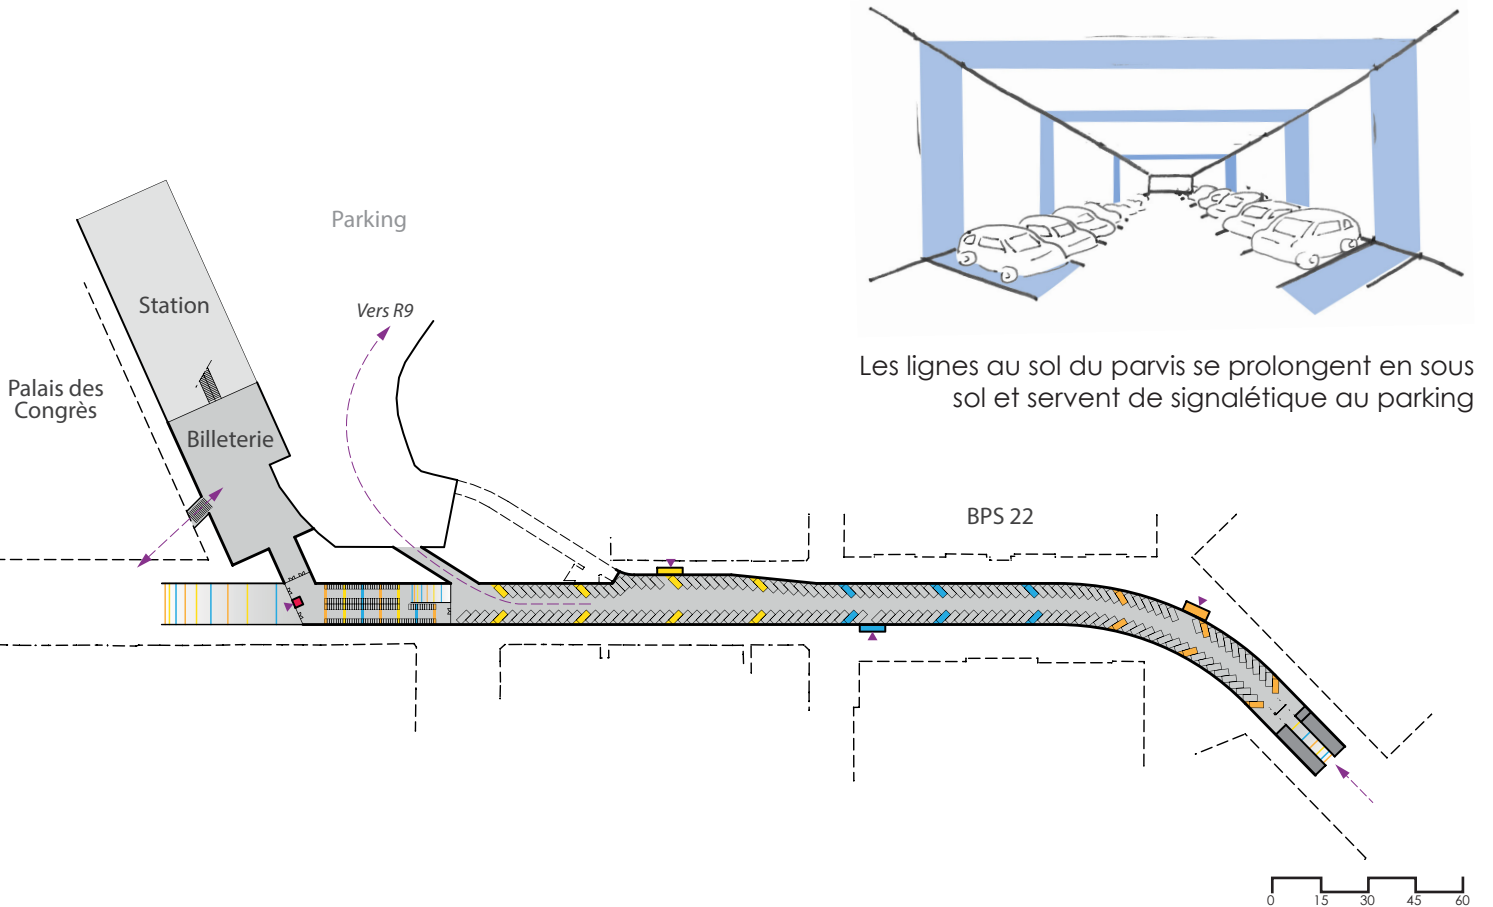 Parking
Station
Vers R9
Palais des
Congrès
Billeterie
Les lignes au sol du parvis se prolongent en sous
sol et servent de signalétique au parking
BPS 22
0 15 30 45 60